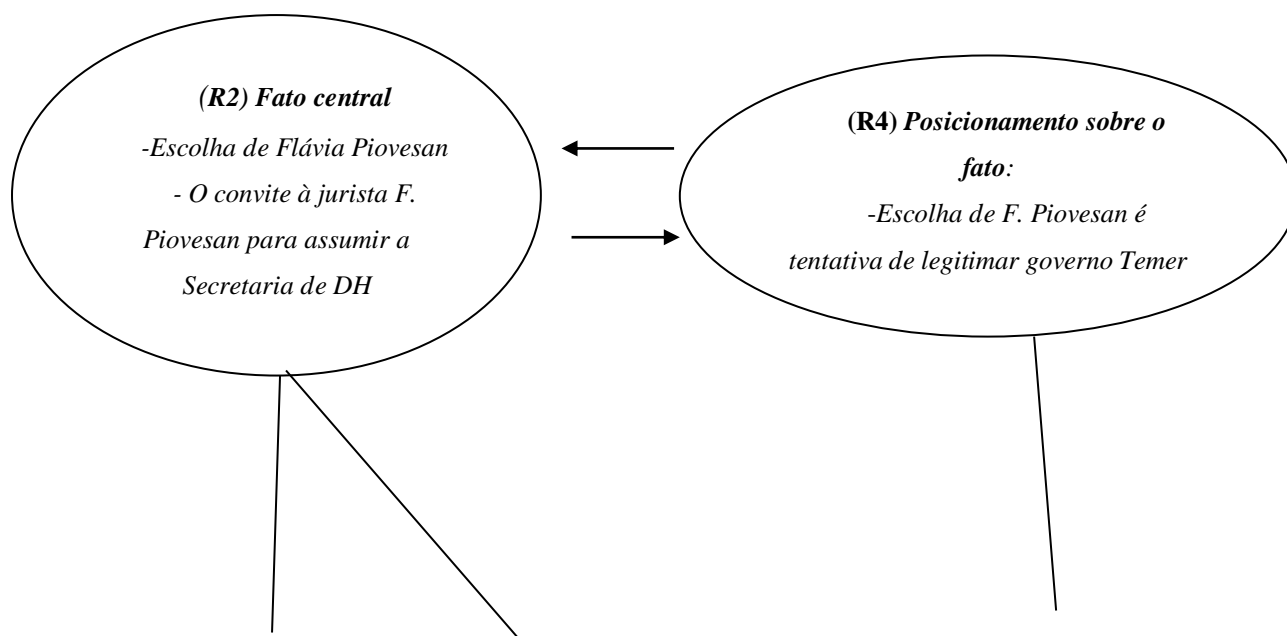 (R2) Fato central
-Escolha de Flávia Piovesan
- O convite à jurista F.
Piovesan para assumir a
Secretaria de DH
(R4) Posicionamento sobre o
fato:
-Escolha de F. Piovesan é
tentativa de legitimar governo Temer